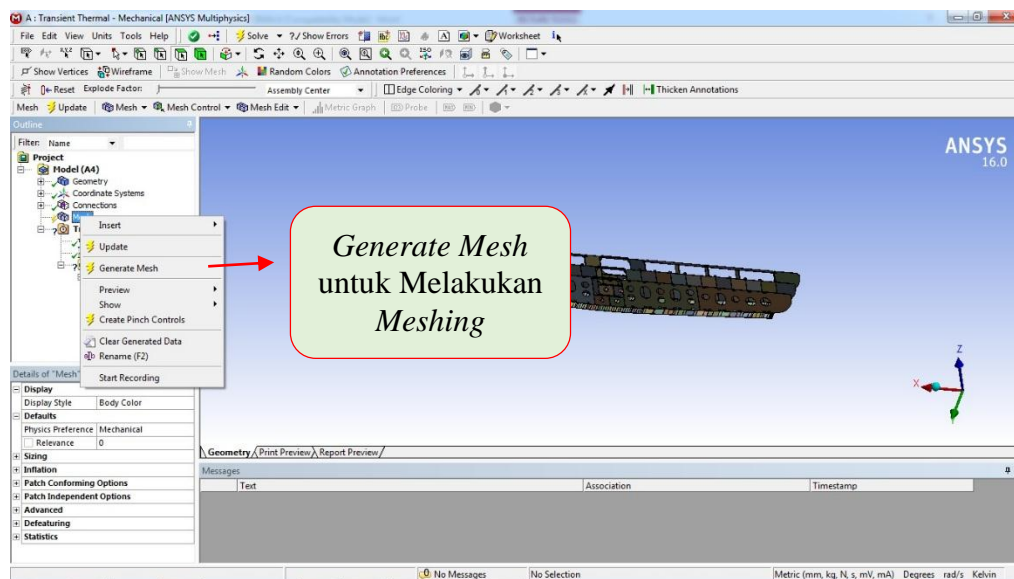 A : Transient Thermal - Mechanical [ANSYS Multiphysics]
File Edit View Units Tools Help Solve ?/ Show Errors A Worksheet
Show Vertices Wireframe Show Mesh Random Colors Annotation Preferences
Reset Explode Factor: Assembly Center Edge Coloring Thicken Annotations
Mesh Update Mesh Mesh Control Mesh Edit Metric Graph Probe
Outline
Filter: Name
Project
Model (A4)
Geometry
Coordinate Systems
Connections
Insert
Update
Generate Mesh
Preview
Show
Create Pinch Controls
Clear Generated Data
Rename (F2)
Start Recording
Generate Mesh
untuk Melakukan
Meshing
ANSYS
16.0
Z
X
Y
Details of "Mesh"
Display
Display Style Body Color
Defaults
Physics Preference Mechanical
Relevance 0
Sizing
Inflation
Patch Conforming Options
Patch Independent Options
Advanced
Defeaturing
Statistics
Geometry Print Preview Report Preview
Messages
Text Association Timestamp
No Messages No Selection Metric (mm, kg, N, s, mV, mA) Degrees rad/s Kelvin